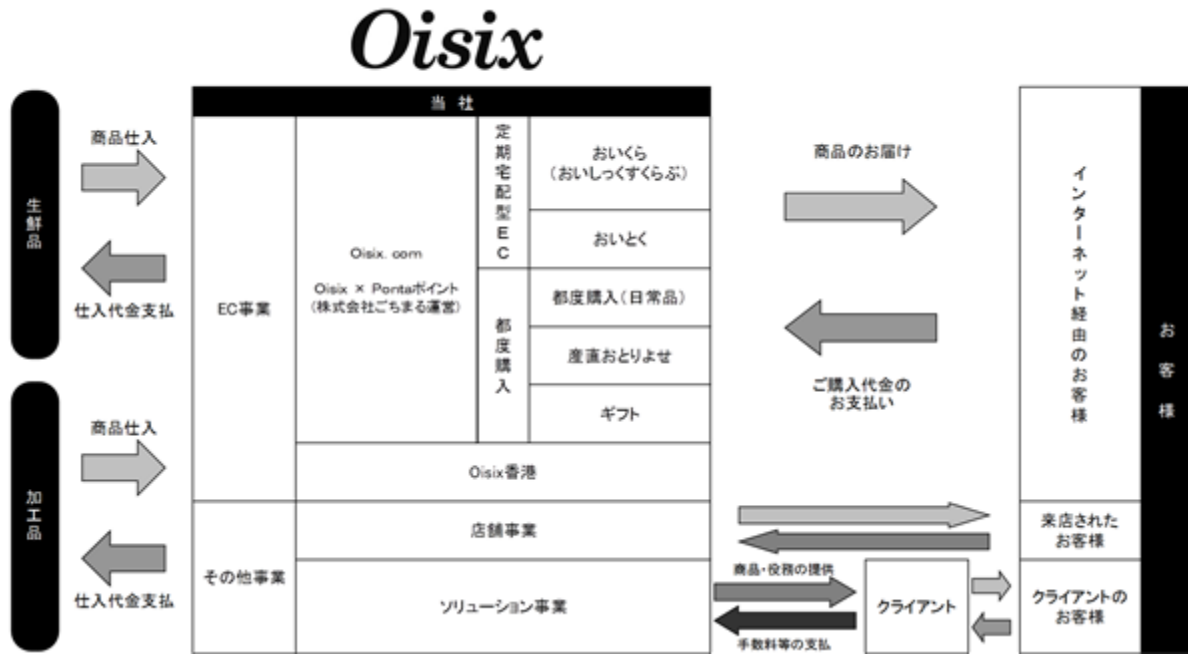 Oisix
当 社
生鮮品
商品仕入
仕入代金支払
加工品
商品仕入
仕入代金支払
EC事業
Oisix. com
Oisix × Pontaポイント
(株式会社ごちまる運営)
定期宅配型EC
おいくら
(おいしっくすくらぶ)
おいとく
都度購入
都度購入(日常品)
産直おとりよせ
ギフト
Oisix香港
その他事業
店舗事業
ソリューション事業
商品のお届け
ご購入代金の
お支払い
商品・役務の提供
手数料等の支払
クライアント
インターネット経由のお客様
来店された
お客様
クライアントの
お客様
お客様